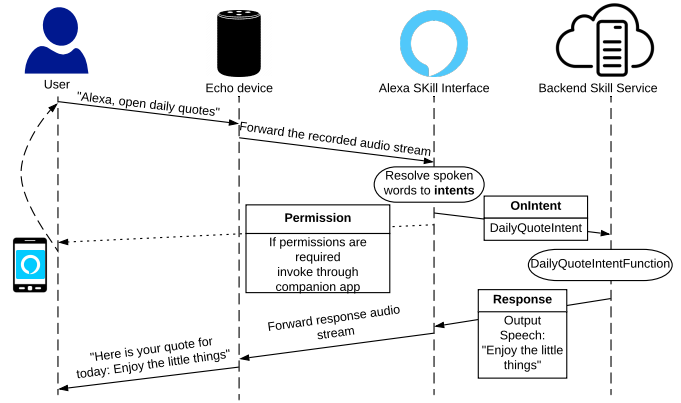 User
Echo device
Alexa SKill Interface
Backend Skill Service
"Alexa, open daily quotes"
Forward the recorded audio stream
Resolve spoken
words to intents
OnIntent
DailyQuoteIntent
Permission
If permissions are
required
invoke through
companion app
DailyQuoteIntentFunction
Response
Output
Speech:
"Enjoy the little
things"
Forward response audio
stream
"Here is your quote for
today: Enjoy the little things"